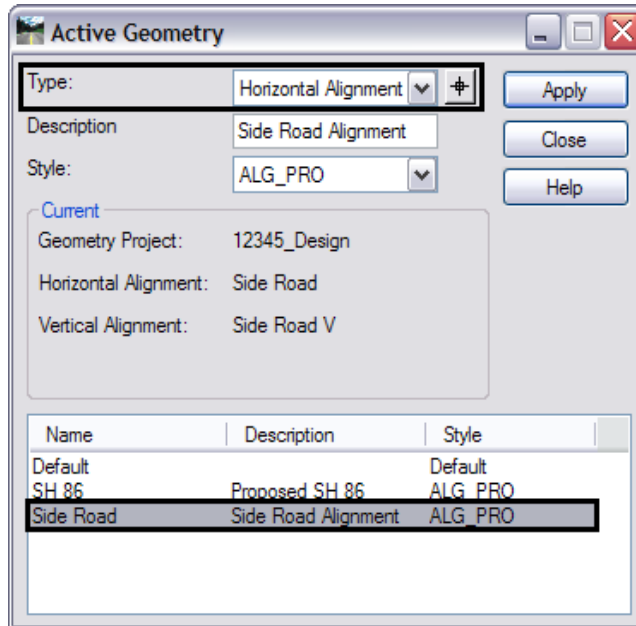 Active Geometry
Type: Horizontal Alignment Apply
Description Side Road Alignment Close
Style: ALG_PRO Help
Current
Geometry Project: 12345_Design
Horizontal Alignment: Side Road
Vertical Alignment: Side Road V
Name Description Style
Default Default
SH 86 Proposed SH 86 ALG_PRO
Side Road Side Road Alignment ALG_PRO